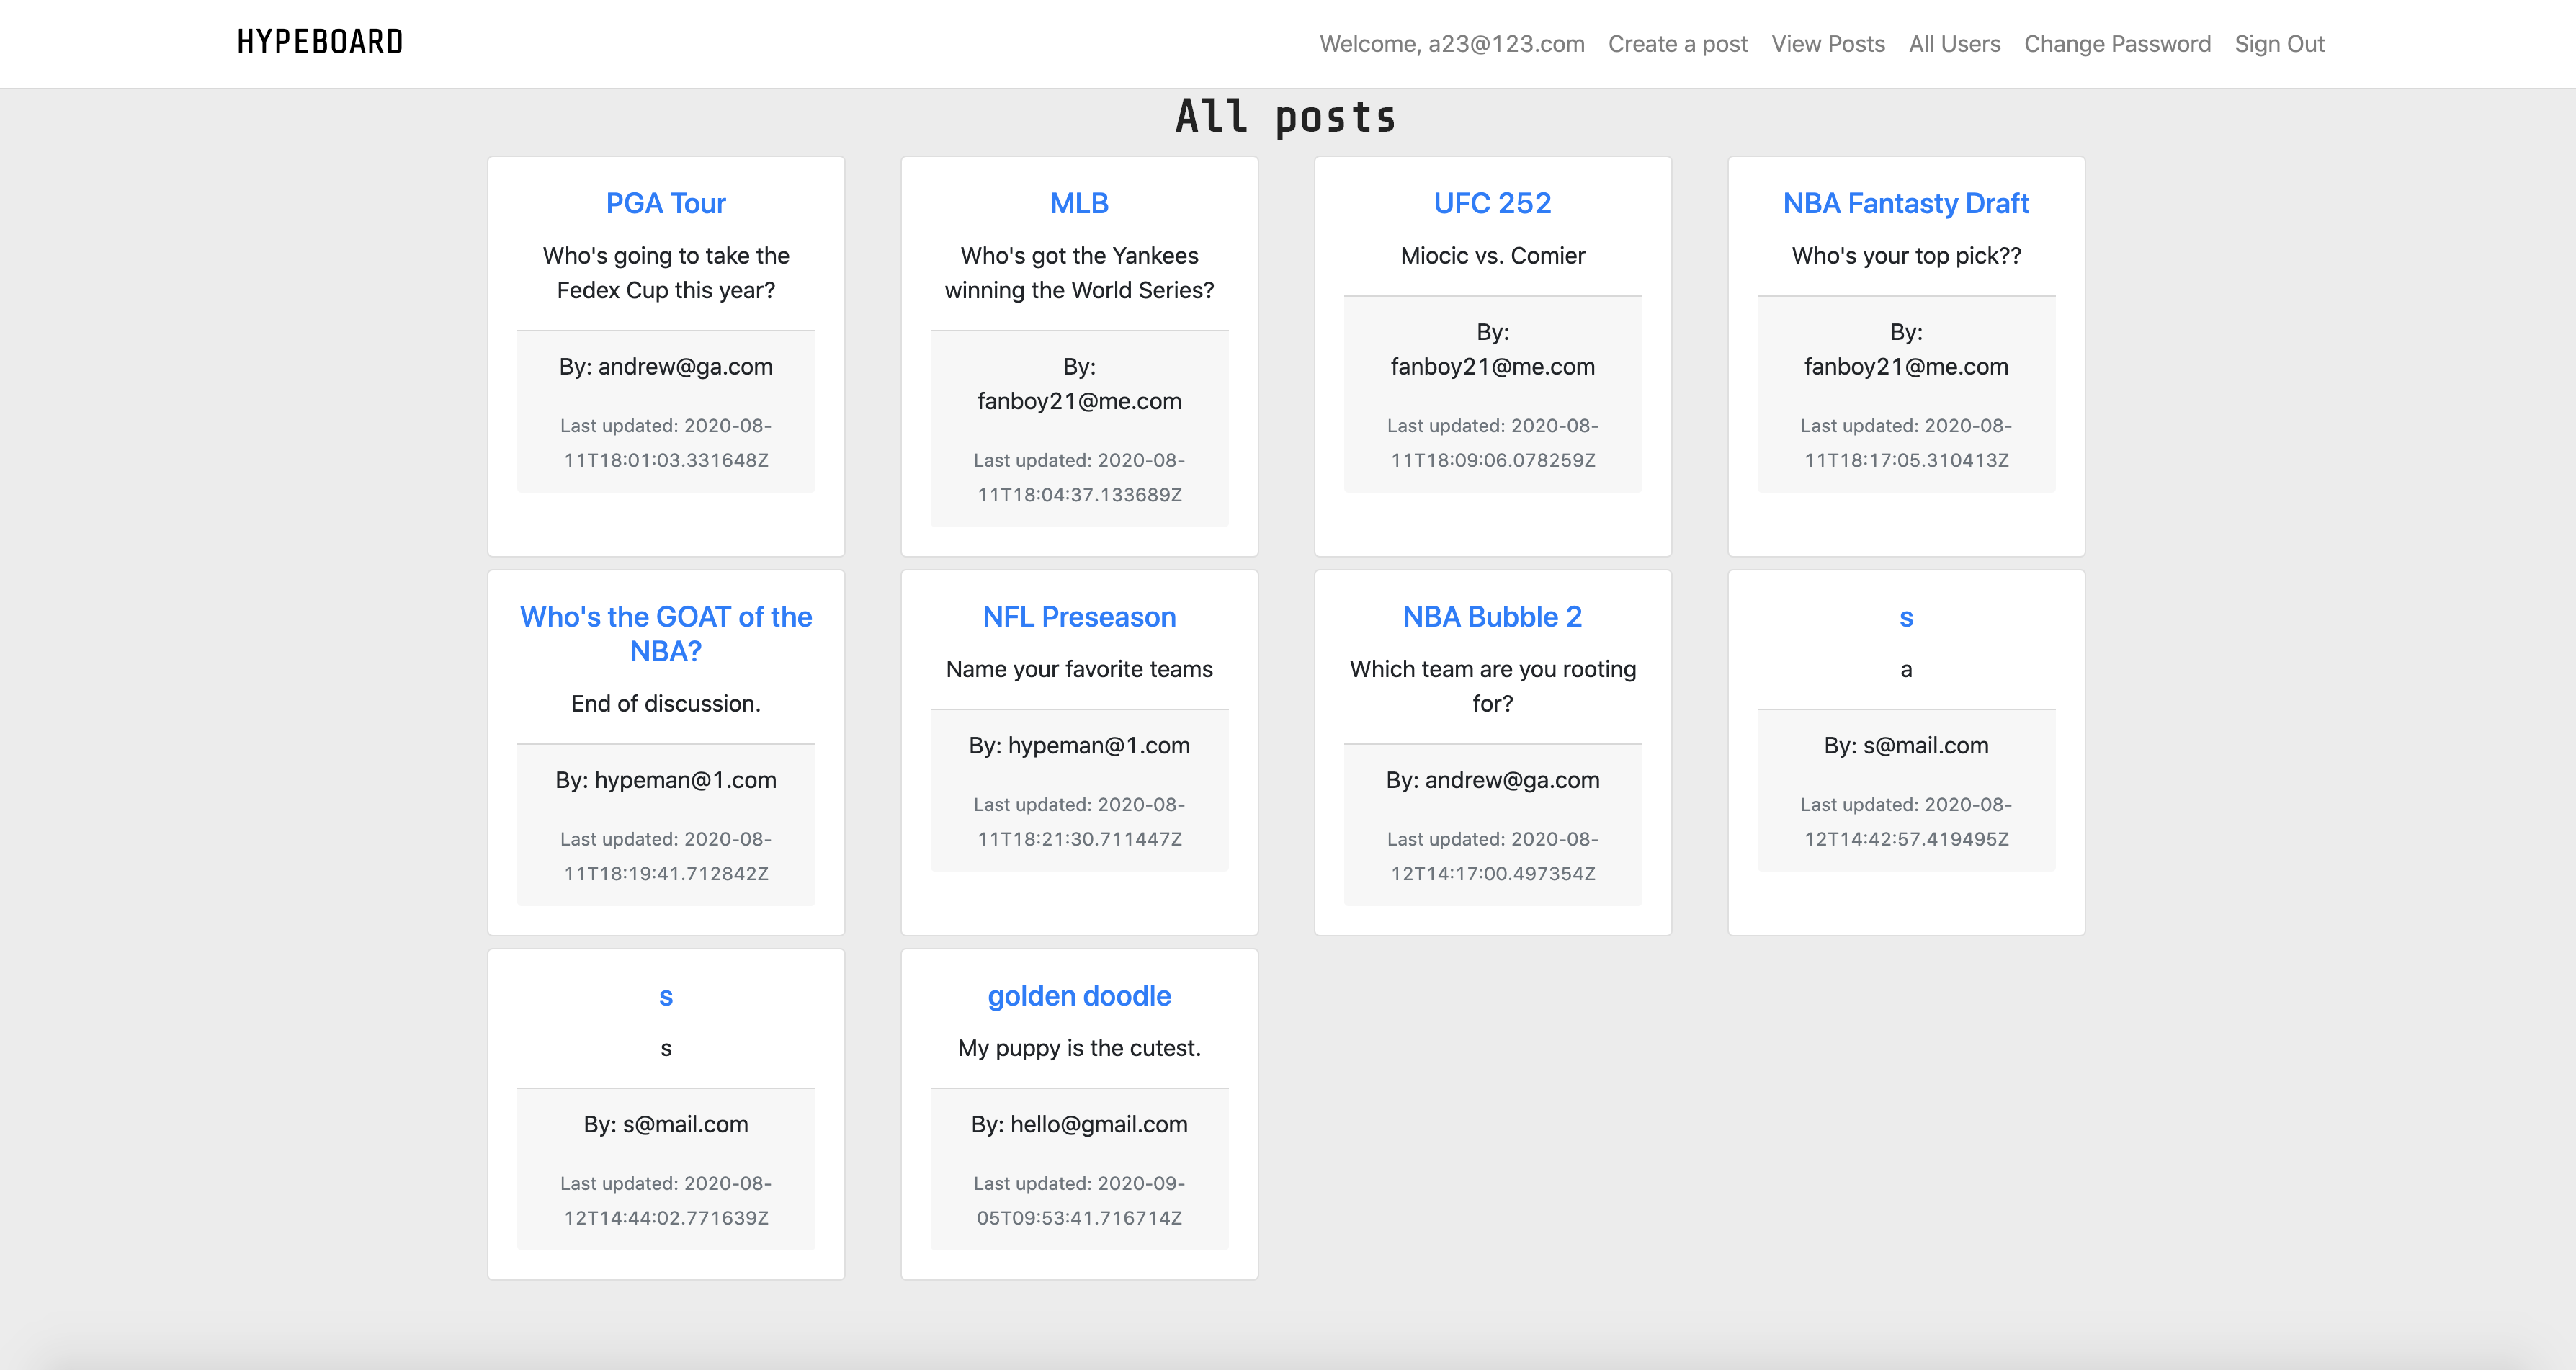 HYPEBOARD
Welcome, a23@123.com Create a post View Posts All Users Change Password Sign Out
All posts
PGA Tour
Who's going to take the
Fedex Cup this year?
By: andrew@ga.com
Last updated: 2020-08-
11T18:01:03.331648Z
MLB
Who's got the Yankees
winning the World Series?
By:
fanboy21@me.com
Last updated: 2020-08-
11T18:04:37.133689Z
UFC 252
Miocic vs. Comier
By:
fanboy21@me.com
Last updated: 2020-08-
11T18:09:06.078259Z
NBA Fantasty Draft
Who's your top pick??
By:
fanboy21@me.com
Last updated: 2020-08-
11T18:17:05.310413Z
Who's the GOAT of the
NBA?
End of discussion.
By: hypeman@1.com
Last updated: 2020-08-
11T18:19:41.712842Z
NFL Preseason
Name your favorite teams
By: hypeman@1.com
Last updated: 2020-08-
11T18:21:30.711447Z
NBA Bubble 2
Which team are you rooting
for?
By: andrew@ga.com
Last updated: 2020-08-
12T14:17:00.497354Z
s
a
By: s@mail.com
Last updated: 2020-08-
12T14:42:57.419495Z
s
s
By: s@mail.com
Last updated: 2020-08-
12T14:44:02.771639Z
golden doodle
My puppy is the cutest.
By: hello@gmail.com
Last updated: 2020-09-
05T09:53:41.716714Z